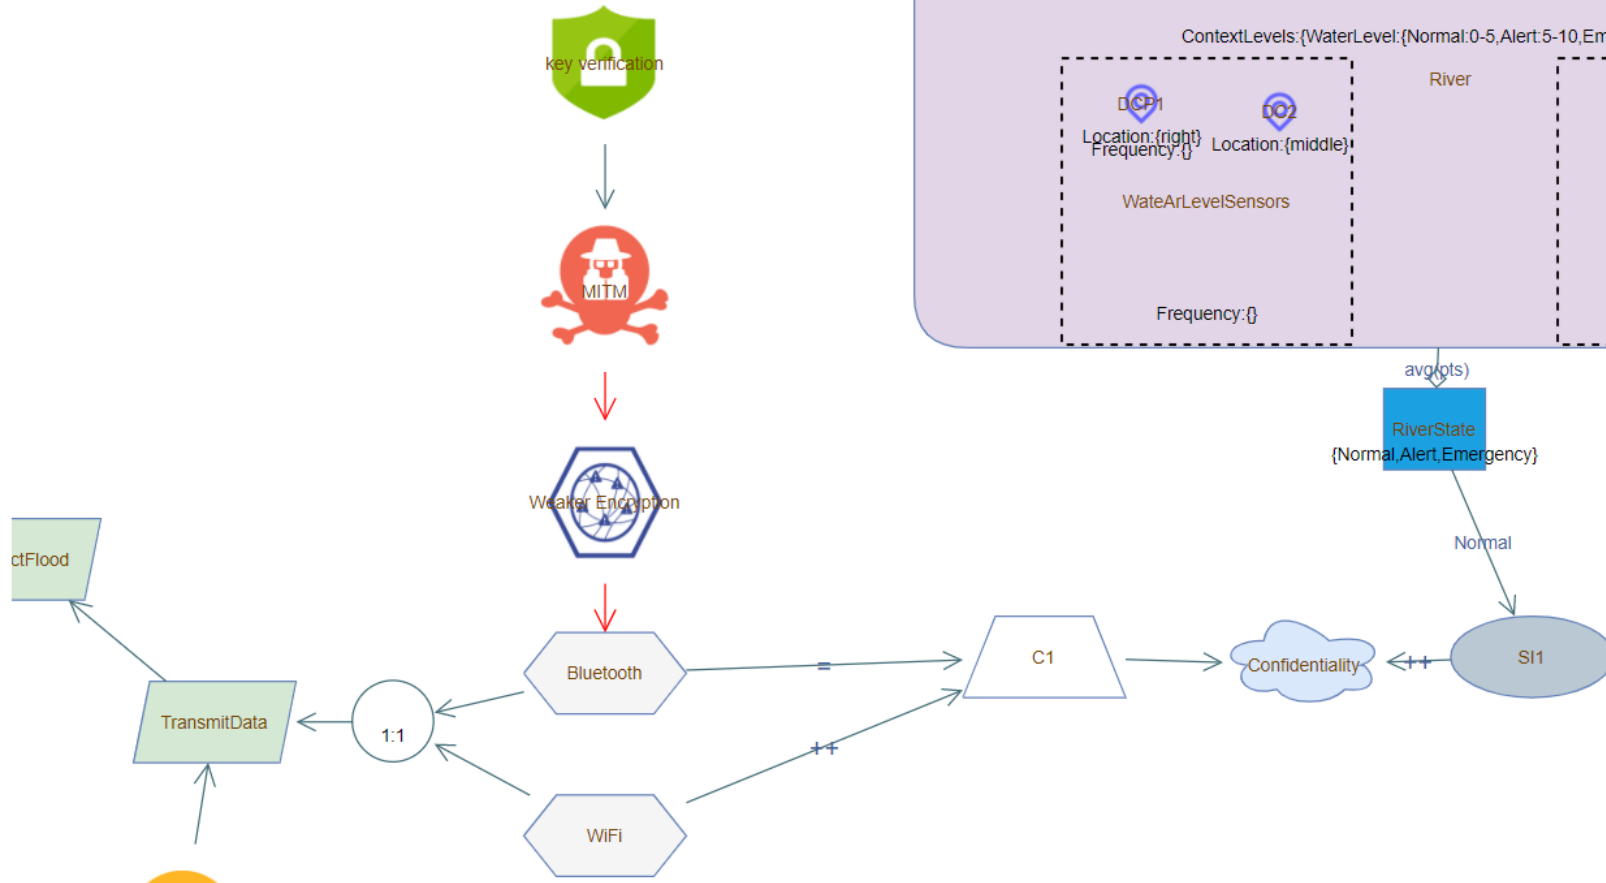 key verification
ContextLevels:{WaterLevel:{Normal:0-5,Alert:5-10,Em
River
DCP1
DC2
Location:{right}
Location:{middle}
Frequency:{}
WateArLevelSensors
MITM
Frequency:{}
avg(pts)
RiverState
{Normal,Alert,Emergency}
Weaker Encryption
Normal
ctFlood
Bluetooth
=
C1
Confidentiality
++
SI1
TransmitData
1:1
++
WiFi